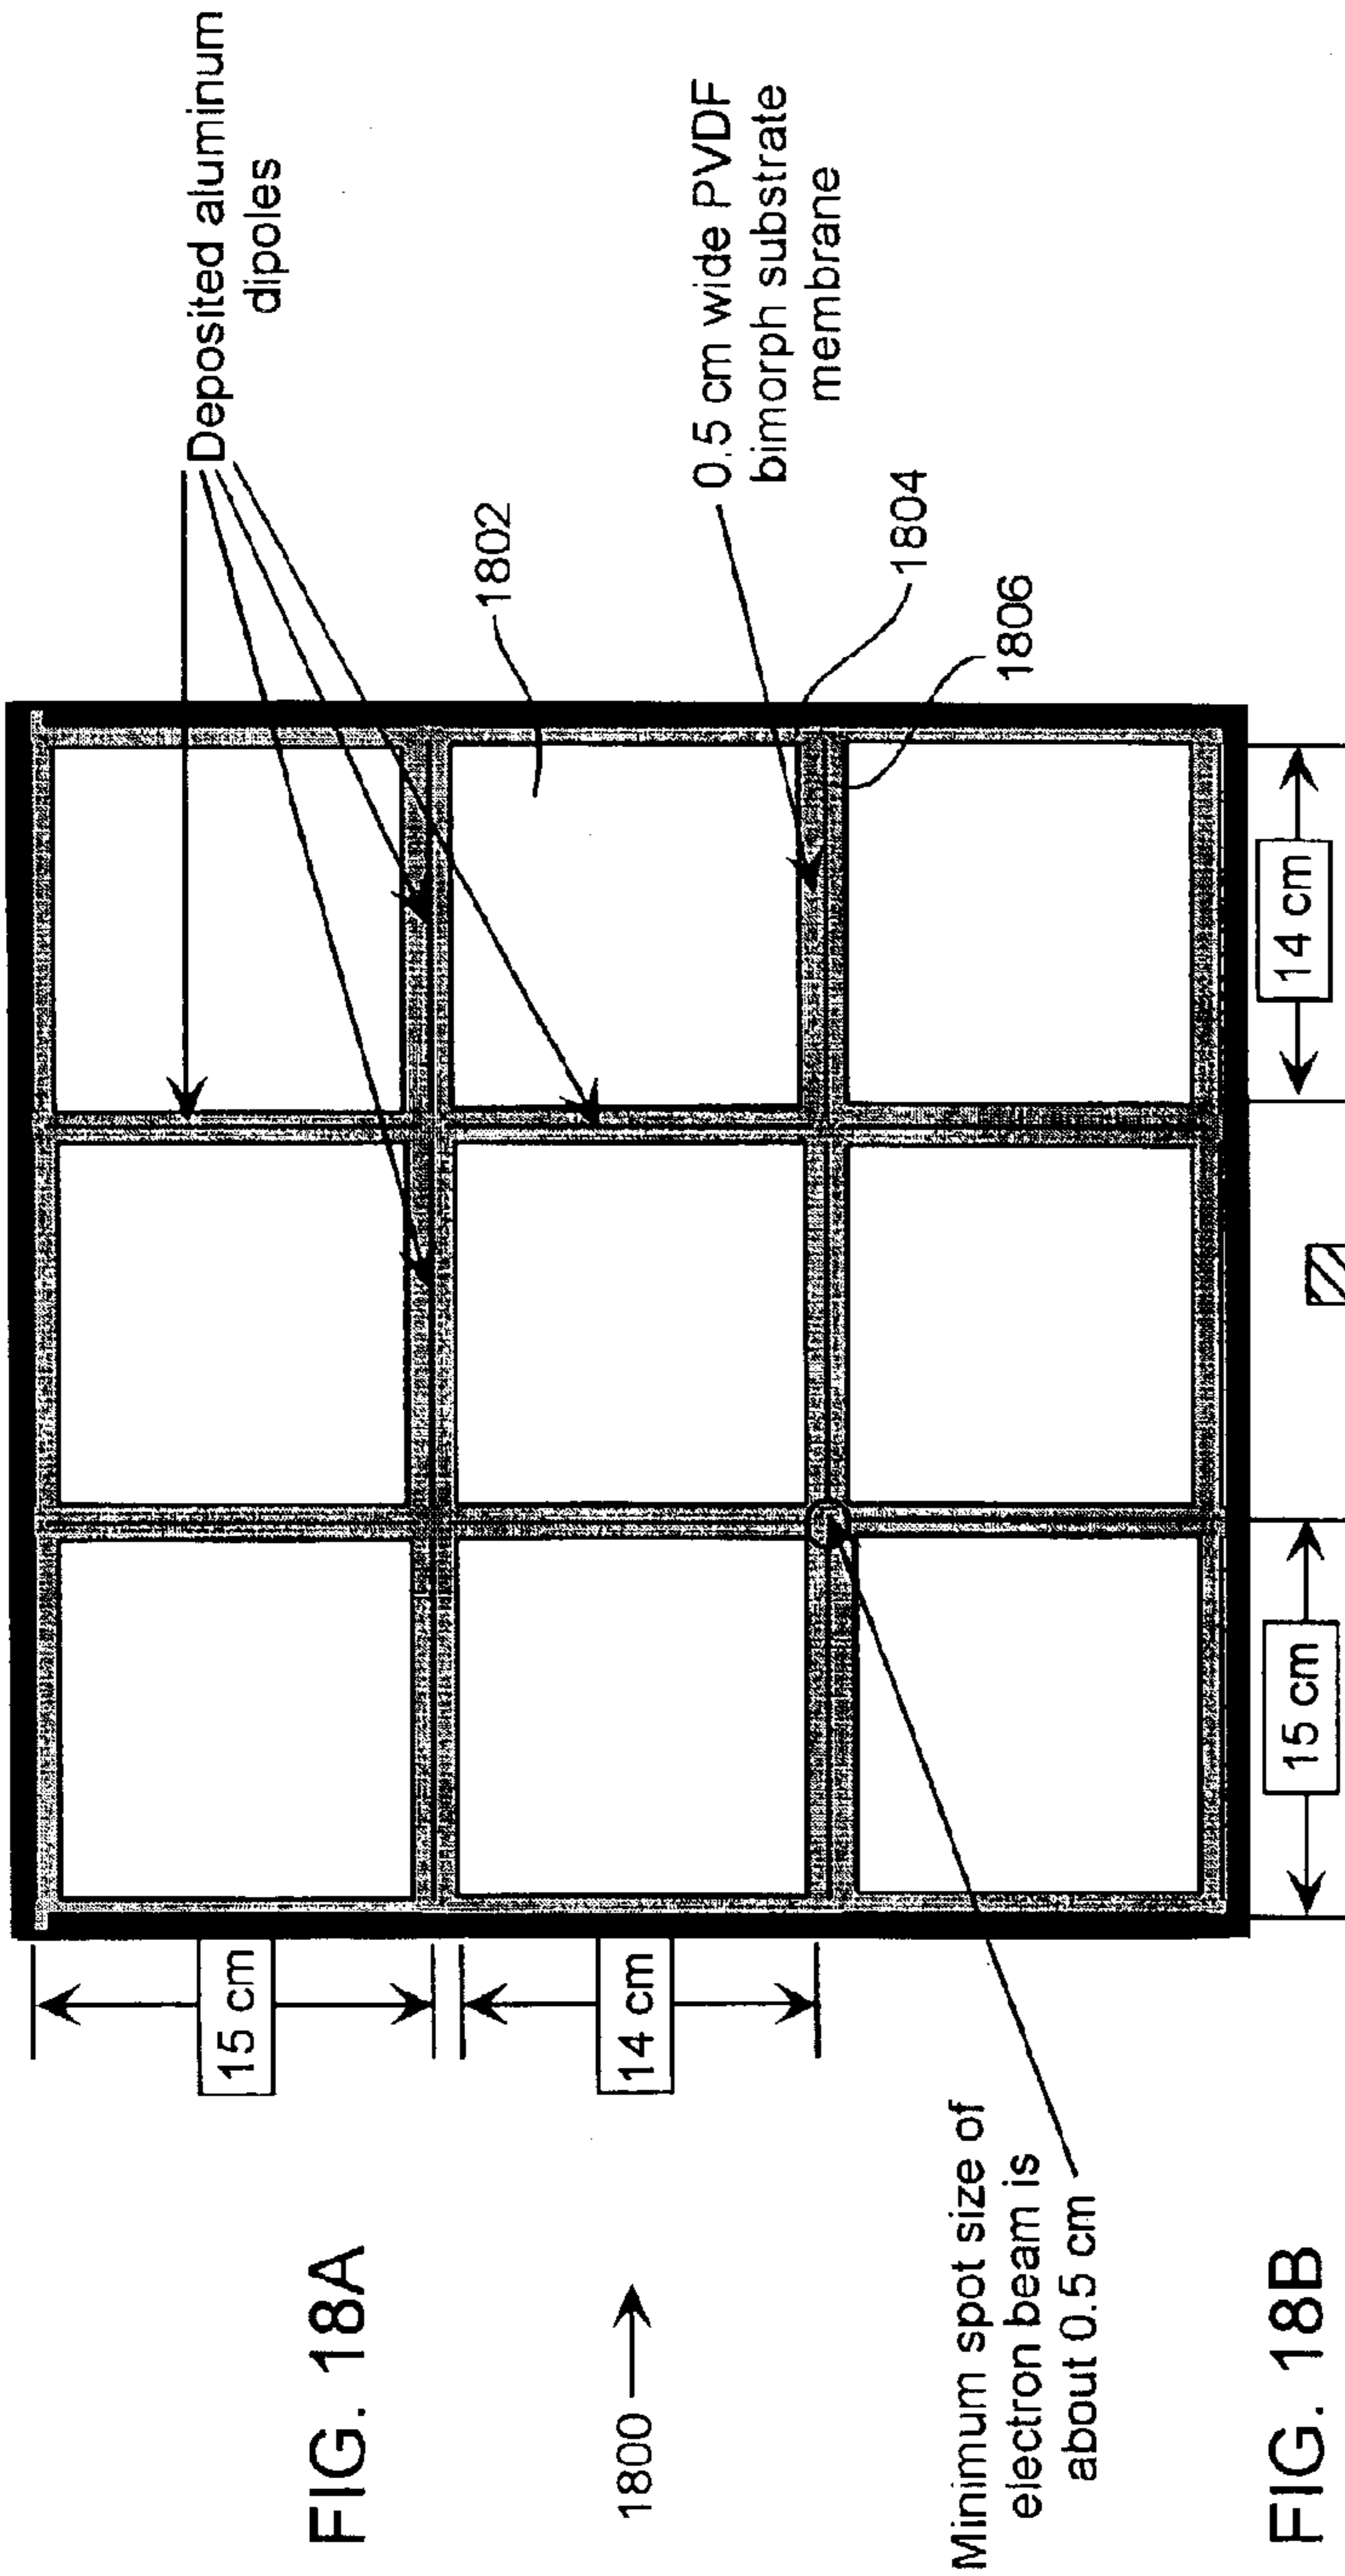 FIG. 18A
1800
Minimum spot size of
electron beam is
about 0.5 cm
FIG. 18B
15 cm
14 cm
15 cm
14 cm
Deposited aluminum
dipoles
1802
0.5 cm wide PVDF
bimorph substrate
membrane
1804
1806